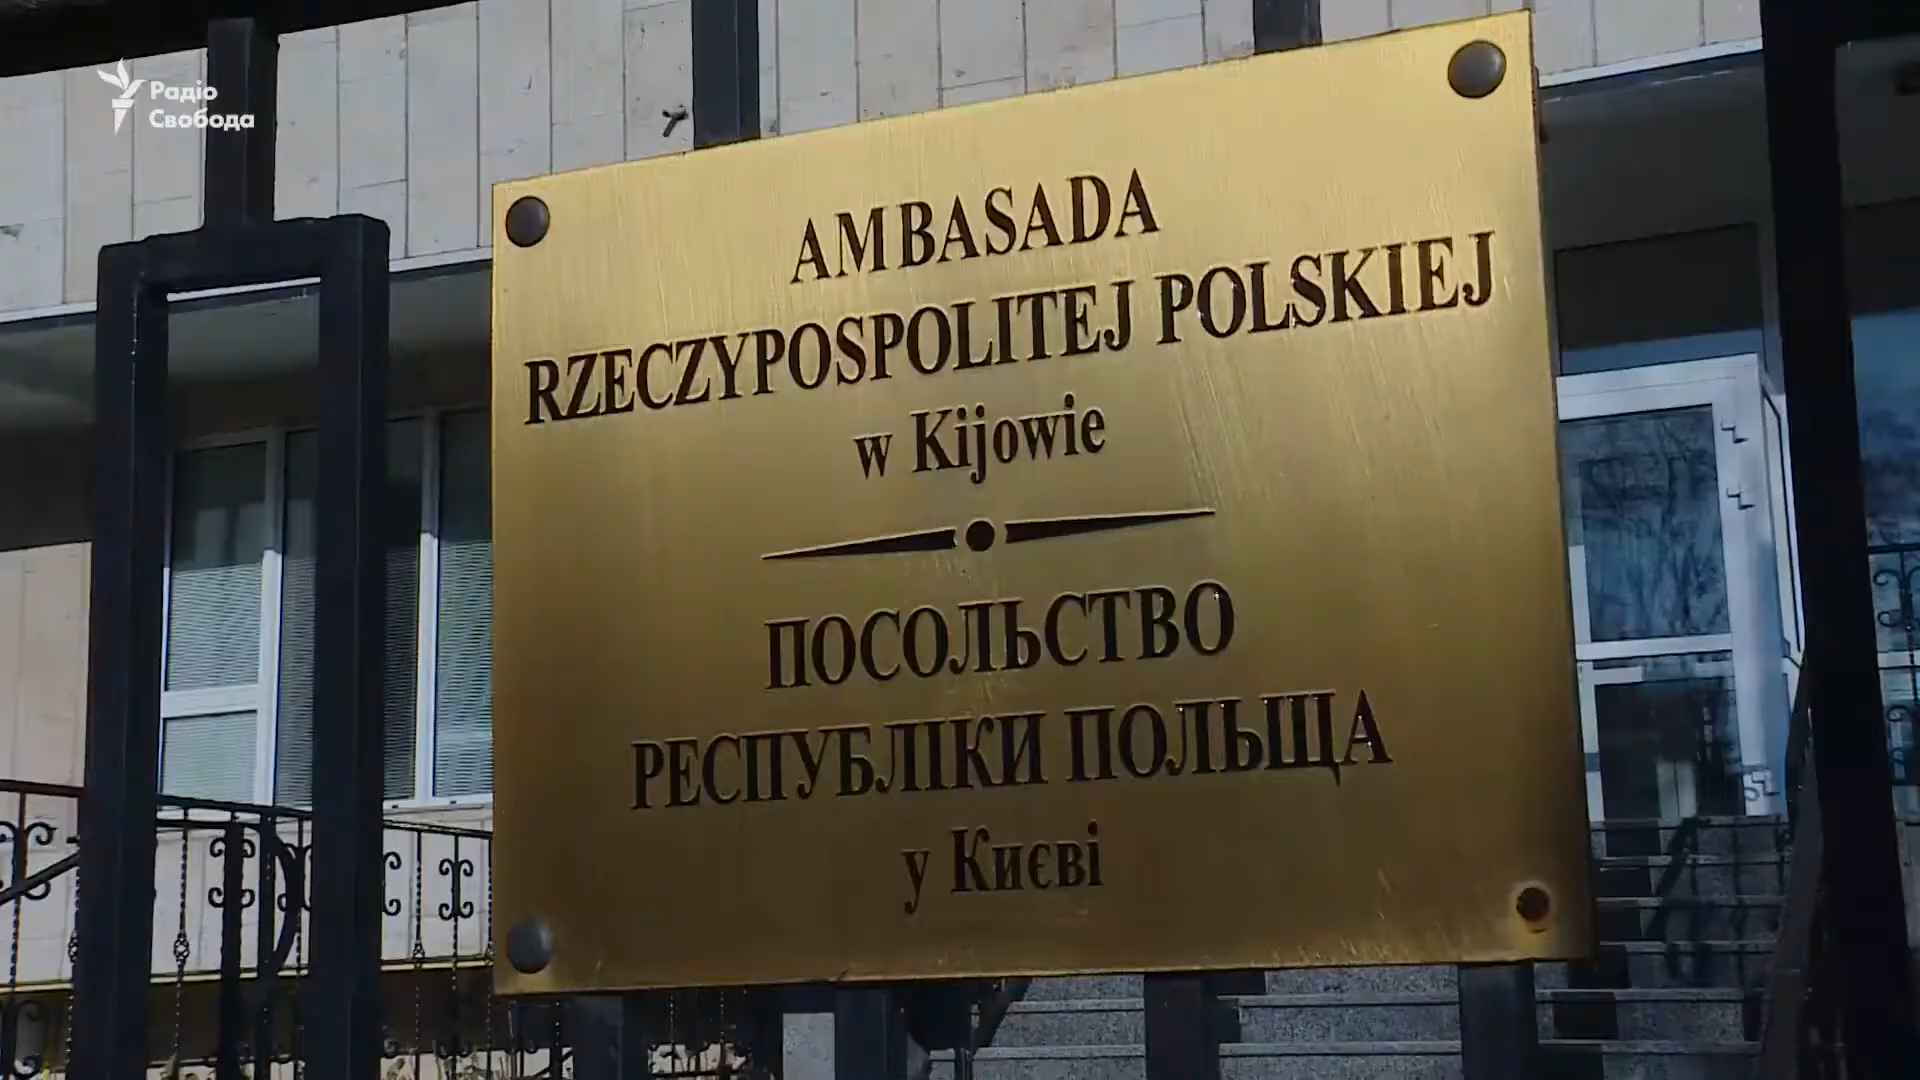 Радіо
Свобода
AMBASADA
RZECZYPOSPOLITEJ POLSKIEJ
w Kijowie
ПОСОЛЬСТВО
РЕСПУБЛІКИ ПОЛЬЩА
у Києві